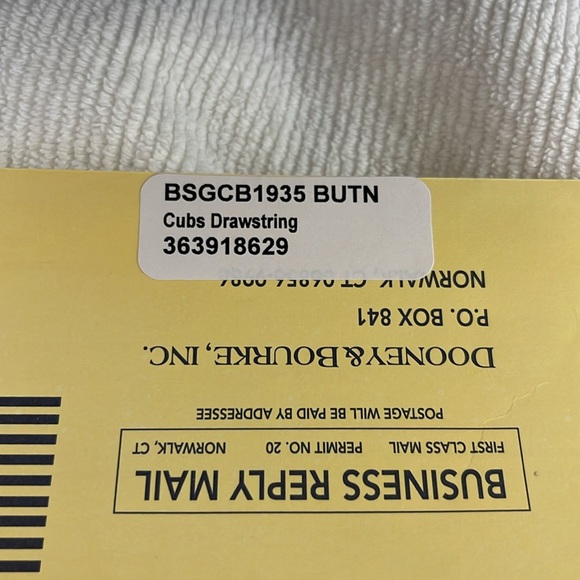 BSGCB1935 BUTN
Cubs Drawstring
363918629
BUSINESS REPLY MAIL
FIRST CLASS MAIL PERMIT NO. 20 NORWALK, CT
POSTAGE WILL BE PAID BY ADDRESSEE
DOONEY & BOURKE, INC.
P.O. BOX 841
NORWALK, CT